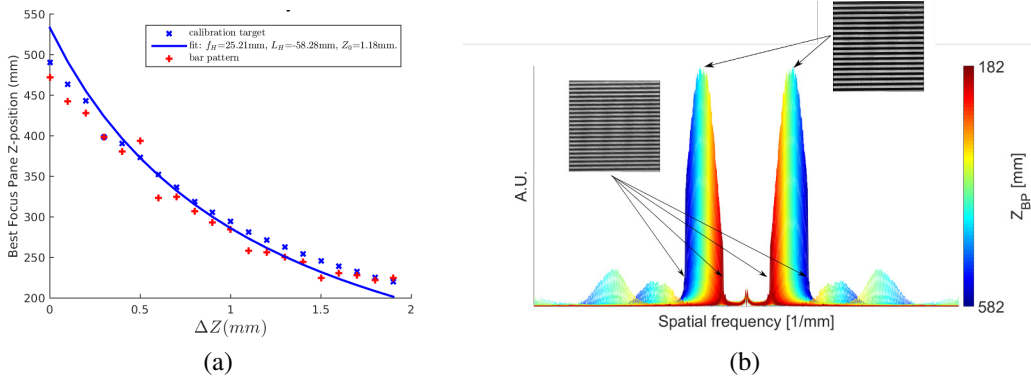 550
500
450
400
350
300
250
200
0
0.5
1
1.5
2
Best Focus Pane Z-position (mm)
ΔZ(mm)
calibration target
fit: f_H=25.21mm, L_H=-58.28mm, Z_0=1.18mm.
bar pattern
(a)
A.U.
Spatial frequency [1/mm]
182
582
Z_BP [mm]
(b)